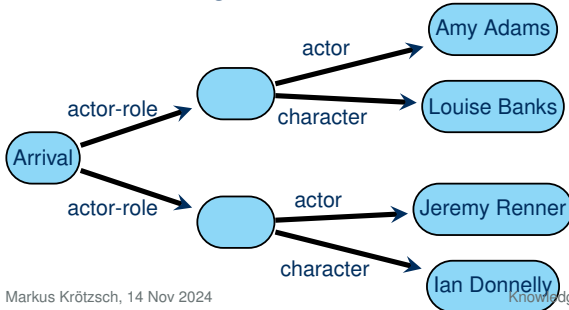 Amy Adams
actor
actor-role
character
Louise Banks
Arrival
actor-role
actor
Jeremy Renner
character
Ian Donnelly
Markus Krötzsch, 14 Nov 2024